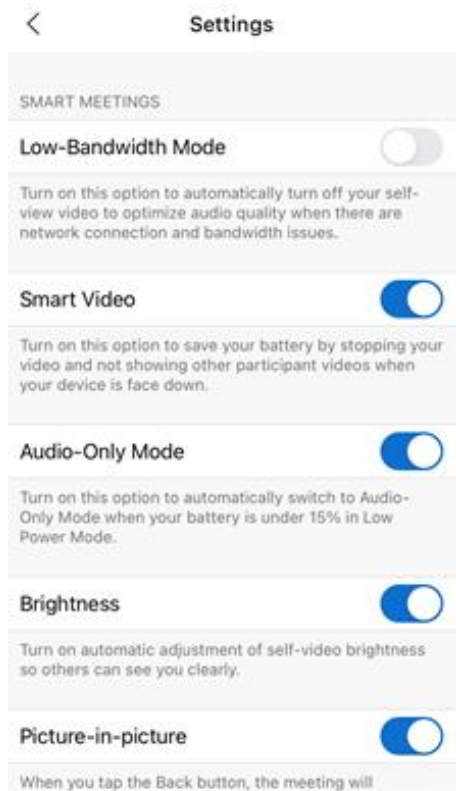 Settings
SMART MEETINGS
Low-Bandwidth Mode
Turn on this option to automatically turn off your self-
view video to optimize audio quality when there are
network connection and bandwidth issues.
Smart Video
Turn on this option to save your battery by stopping your
video and not showing other participant videos when
your device is face down.
Audio-Only Mode
Turn on this option to automatically switch to Audio-
Only Mode when your battery is under 15% in Low
Power Mode.
Brightness
Turn on automatic adjustment of self-video brightness
so others can see you clearly.
Picture-in-picture
When you tap the Back button, the meeting will